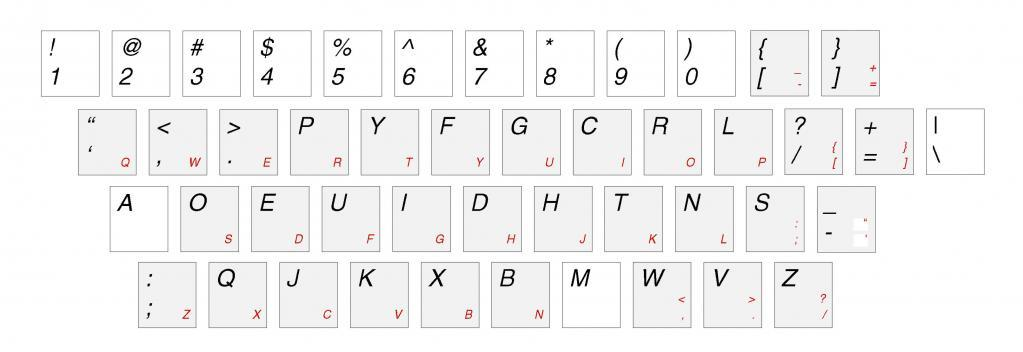 ! @ # $ % ^ & * ( ) { }
1 2 3 4 5 6 7 8 9 0 [ _ - ] + =
“ < > P Y F G C R L ? + |
‘ Q , W . E R T Y U I O P / { [ = } ] \
A O E U I D H T N S _
S D F G H J K L : ; - “ '
: Q J K X B M W V Z
; Z X C V B N < , > . ? /